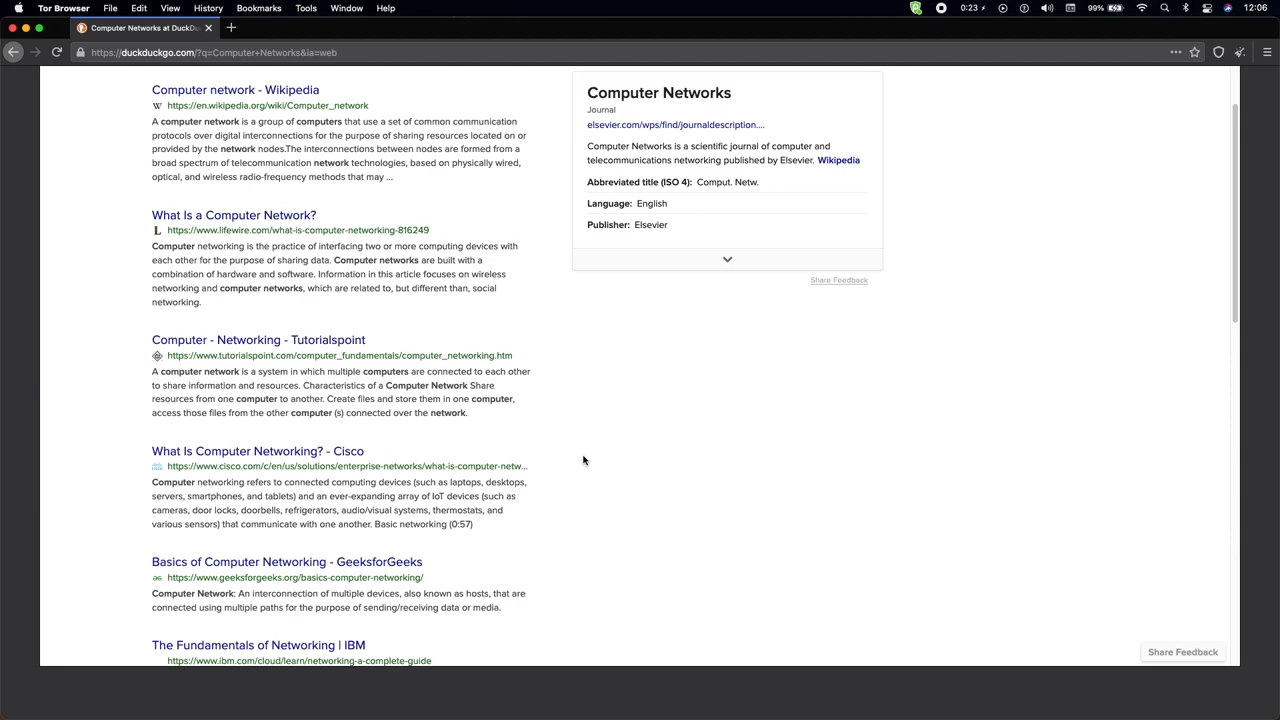 Tor Browser File Edit View History Bookmarks Tools Window Help 0:23 99% 12:06
Computer Networks at DuckDu
https://duckduckgo.com/?q=Computer+Networks&ia=web
Computer network - Wikipedia
W https://en.wikipedia.org/wiki/Computer_network
A computer network is a group of computers that use a set of common communication
protocols over digital interconnections for the purpose of sharing resources located on or
provided by the network nodes.The interconnections between nodes are formed from a
broad spectrum of telecommunication network technologies, based on physically wired,
optical, and wireless radio-frequency methods that may ...
What Is a Computer Network?
L https://www.lifewire.com/what-is-computer-networking-816249
Computer networking is the practice of interfacing two or more computing devices with
each other for the purpose of sharing data. Computer networks are built with a
combination of hardware and software. Information in this article focuses on wireless
networking and computer networks, which are related to, but different than, social
networking.
Computer - Networking - Tutorialspoint
https://www.tutorialspoint.com/computer_fundamentals/computer_networking.htm
A computer network is a system in which multiple computers are connected to each other
to share information and resources. Characteristics of a Computer Network Share
resources from one computer to another. Create files and store them in one computer,
access those files from the other computer (s) connected over the network.
What Is Computer Networking? - Cisco
https://www.cisco.com/c/en/us/solutions/enterprise-networks/what-is-computer-netw...
Computer networking refers to connected computing devices (such as laptops, desktops,
servers, smartphones, and tablets) and an ever-expanding array of IoT devices (such as
cameras, door locks, doorbells, refrigerators, audio/visual systems, thermostats, and
various sensors) that communicate with one another. Basic networking (0:57)
Basics of Computer Networking - GeeksforGeeks
https://www.geeksforgeeks.org/basics-computer-networking/
Computer Network: An interconnection of multiple devices, also known as hosts, that are
connected using multiple paths for the purpose of sending/receiving data or media.
The Fundamentals of Networking | IBM
https://www.ibm.com/cloud/learn/networking-a-complete-guide
Computer Networks
Journal
elsevier.com/wps/find/journaldescription....
Computer Networks is a scientific journal of computer and
telecommunications networking published by Elsevier. Wikipedia
Abbreviated title (ISO 4): Comput. Netw.
Language: English
Publisher: Elsevier
Share Feedback
Share Feedback